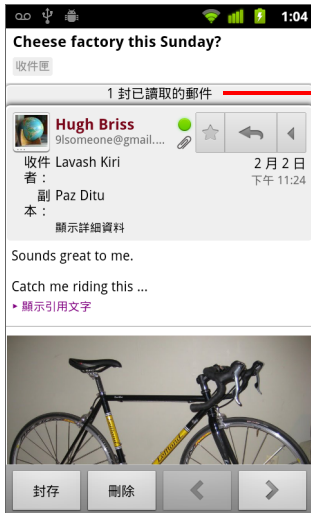 1:04
Cheese factory this Sunday?
收件匣
1 封已讀取的郵件
Hugh Briss
9lsomeone@gmail....
收件者： Lavash Kiri
2 月 2 日
下午 11:24
副本： Paz Ditu
顯示詳細資料
Sounds great to me.
Catch me riding this ...
▸ 顯示引用文字
封存
刪除